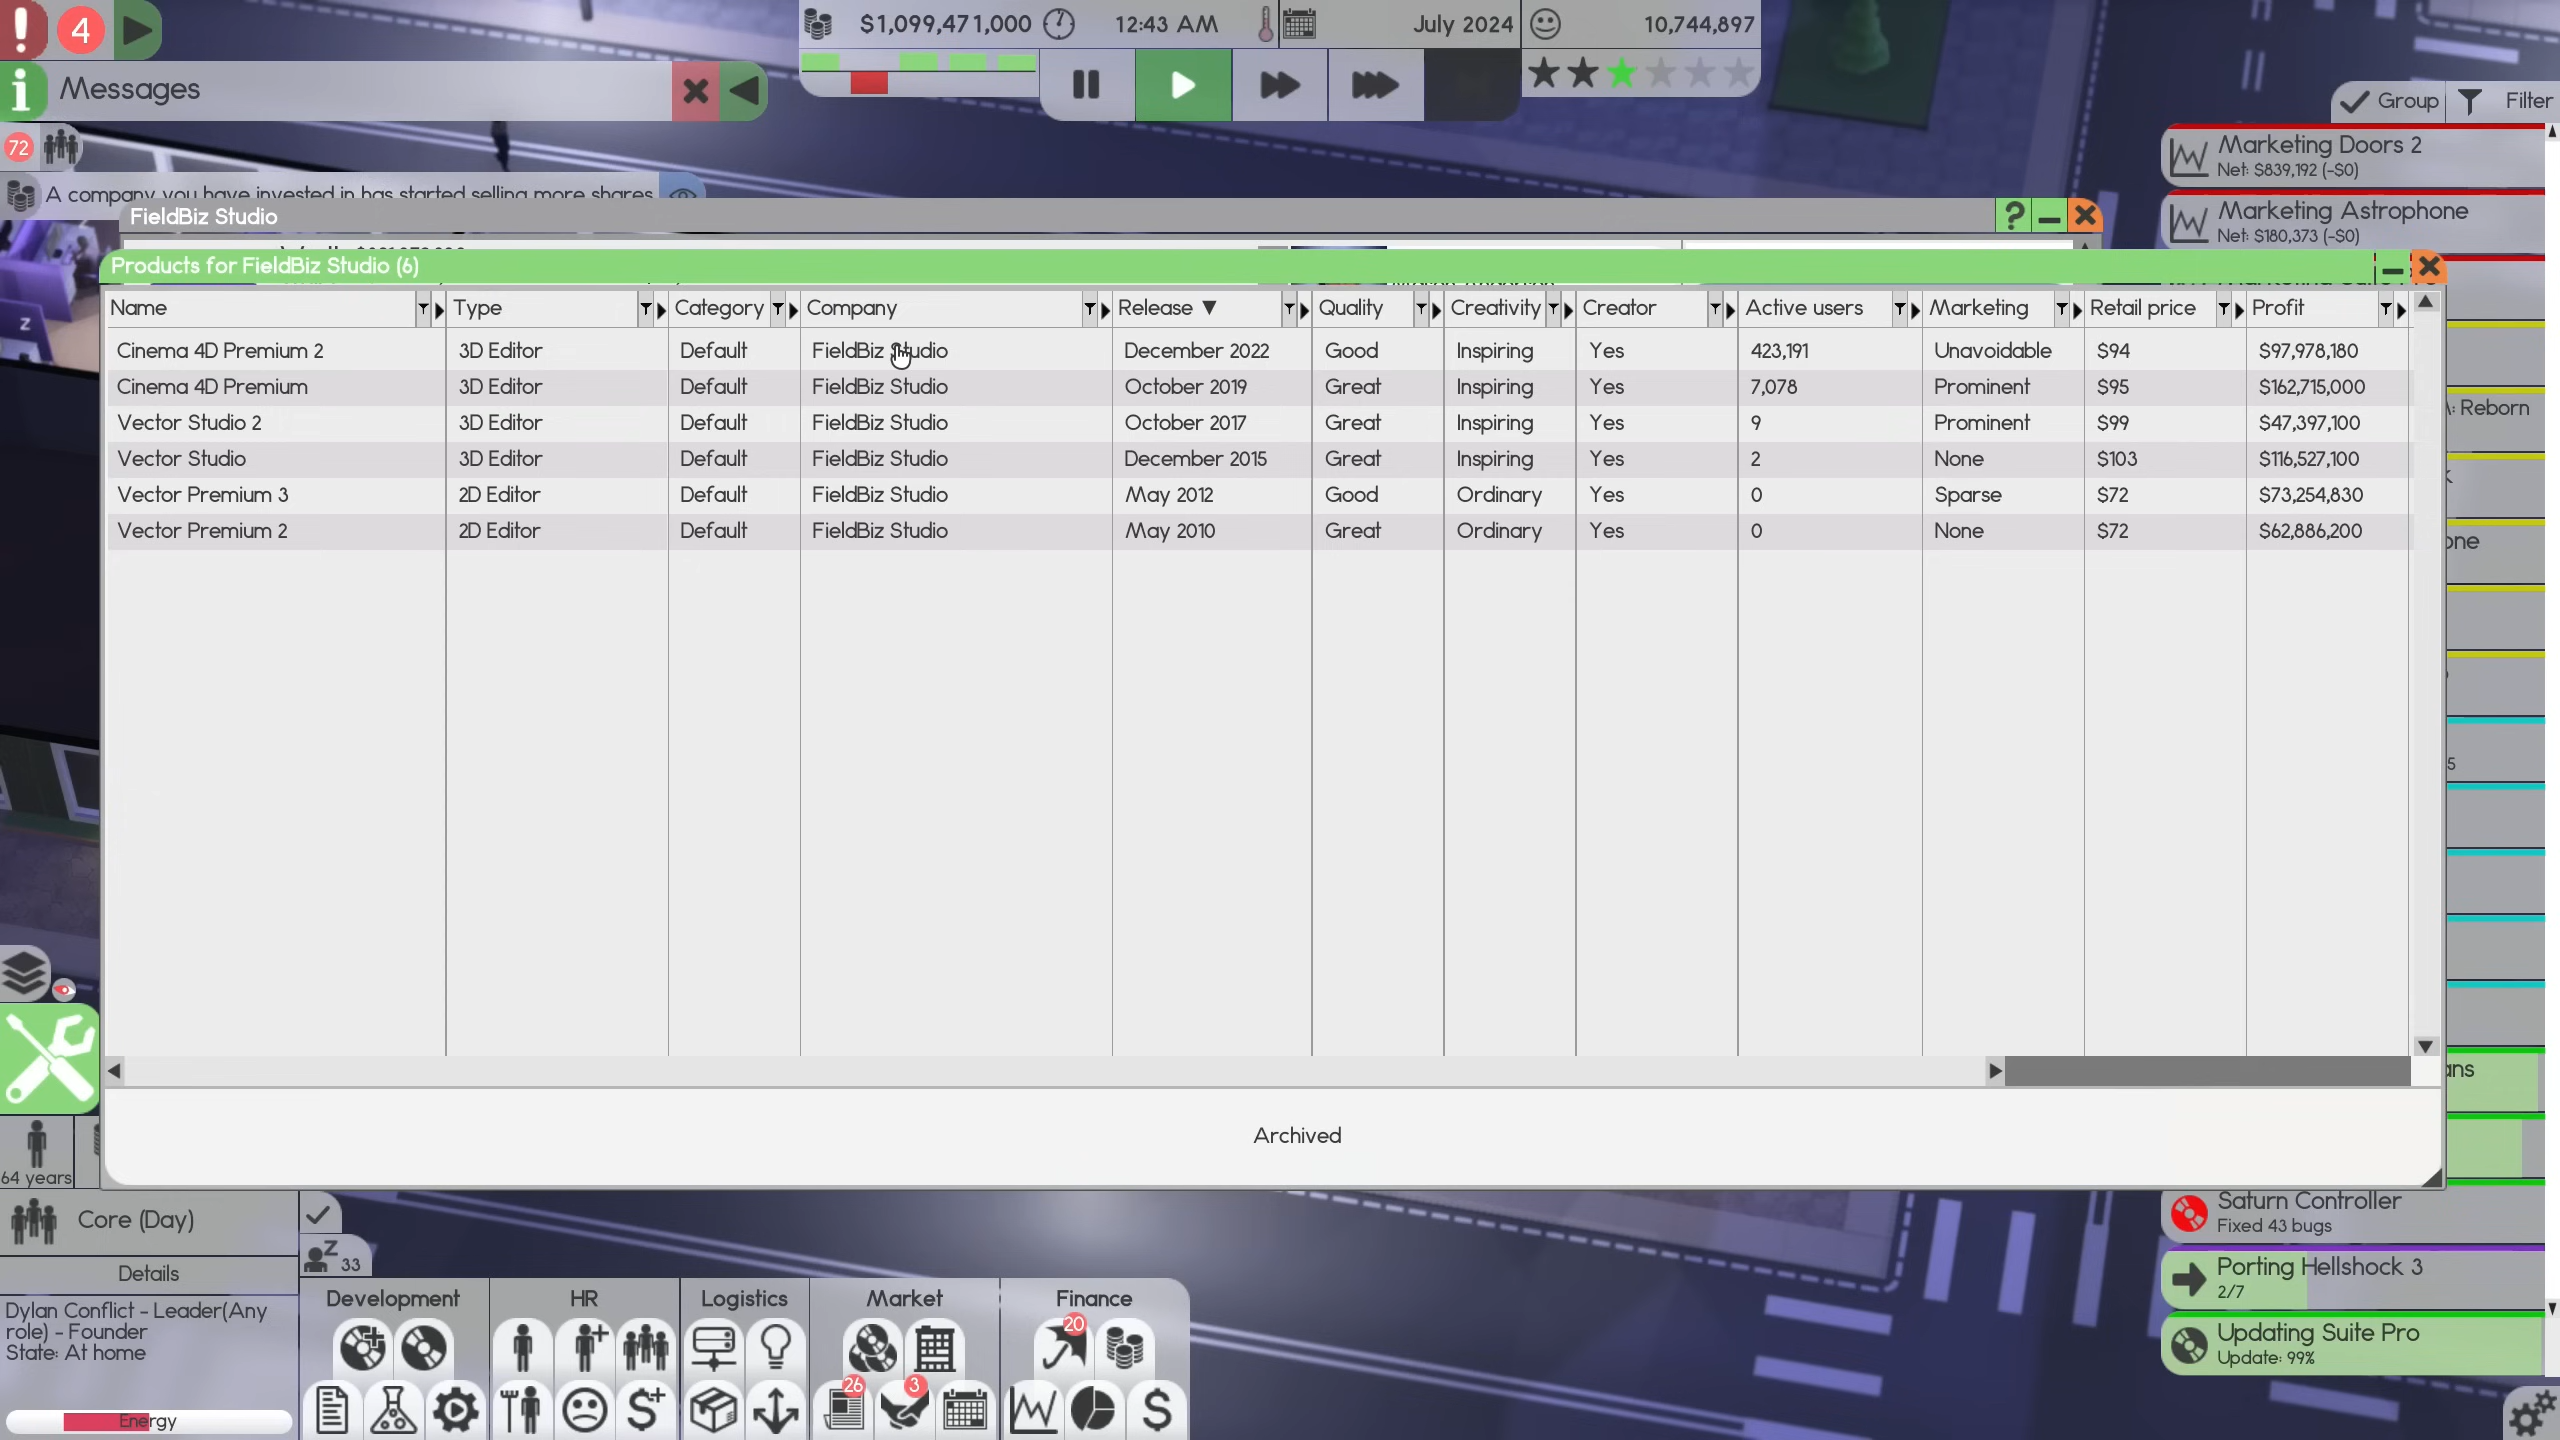 4
$1,099,471,000
12:43 AM
July 2024
10,744,897
Messages
Group
Filter
72
A company you have invested in has started selling more shares
Marketing Doors 2
Net: $839,192 (-$0)
Marketing Astrophone
Net: $180,373 (-$0)
FieldBiz Studio
?
Products for FieldBiz Studio (6)
Name Type Category Company Release ▼ Quality Creativity Creator Active users Marketing Retail price Profit
Cinema 4D Premium 2 3D Editor Default FieldBiz Studio December 2022 Good Inspiring Yes 423,191 Unavoidable $94 $97,978,180
Cinema 4D Premium 3D Editor Default FieldBiz Studio October 2019 Great Inspiring Yes 7,078 Prominent $95 $162,715,000
Vector Studio 2 3D Editor Default FieldBiz Studio October 2017 Great Inspiring Yes 9 Prominent $99 $47,397,100
Vector Studio 3D Editor Default FieldBiz Studio December 2015 Great Inspiring Yes 2 None $103 $116,527,100
Vector Premium 3 2D Editor Default FieldBiz Studio May 2012 Good Ordinary Yes 0 Sparse $72 $73,254,830
Vector Premium 2 2D Editor Default FieldBiz Studio May 2010 Great Ordinary Yes 0 None $72 $62,886,200
: Reborn
z
5
Archived
64 years
Core (Day)
Details
z 33
Dylan Conflict - Leader(Any
role) - Founder
State: At home
Energy
Development
HR
Logistics
Market
Finance
20
26
3
Saturn Controller
Fixed 43 bugs
Porting Hellshock 3
2/7
Updating Suite Pro
Update: 99%